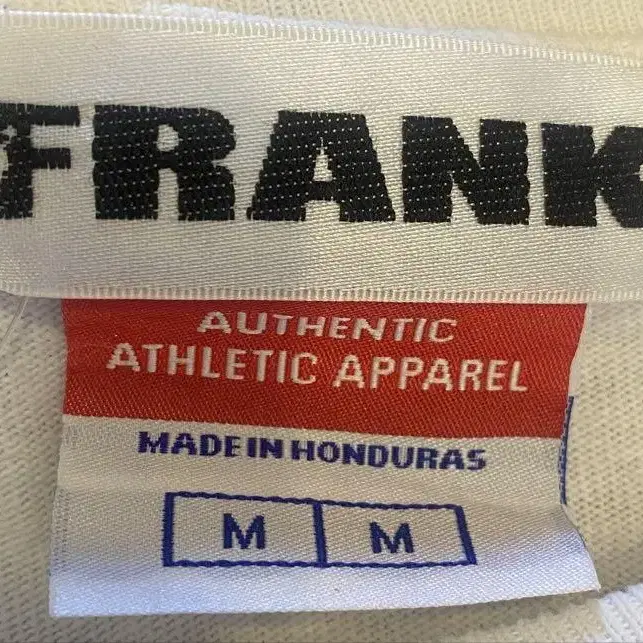 FRANK
AUTHENTIC
ATHLETIC APPAREL
MADE IN HONDURAS
M M